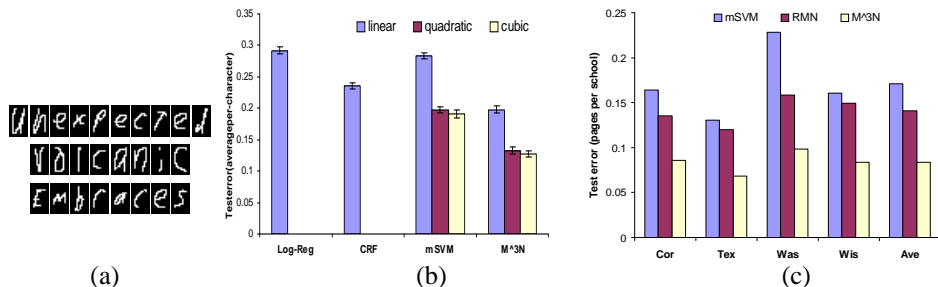 Unexpected
Volcanic
Embraces
(a)
linear quadratic cubic
Testerror(averageper-character)
0.35
0.3
0.25
0.2
0.15
0.1
0.05
0
Log-Reg CRF mSVM M^3N
(b)
mSVM RMN M^3N
Test error (pages per school)
0.25
0.2
0.15
0.1
0.05
0
Cor Tex Was Wis Ave
(c)